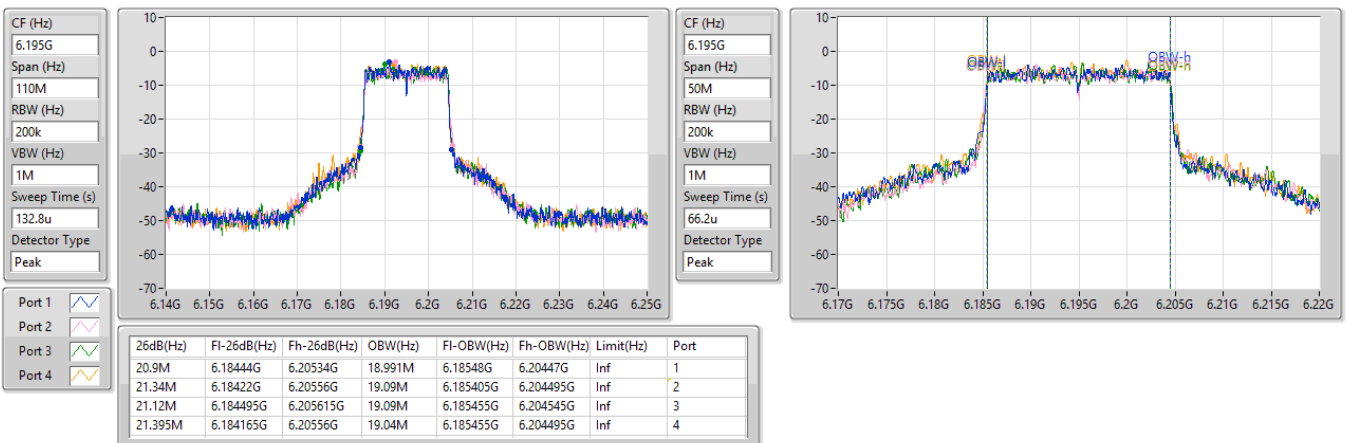 CF (Hz)
6.195G
Span (Hz)
110M
RBW (Hz)
200k
VBW (Hz)
1M
Sweep Time (s)
132.8u
Detector Type
Peak
10
0
-10
-20
-30
-40
-50
-60
-70
6.14G 6.15G 6.16G 6.17G 6.18G 6.19G 6.2G 6.21G 6.22G 6.23G 6.24G 6.25G
CF (Hz)
6.195G
Span (Hz)
50M
RBW (Hz)
200k
VBW (Hz)
1M
Sweep Time (s)
66.2u
Detector Type
Peak
10
0
-10
-20
-30
-40
-50
-60
-70
OBW-h
OBW-h
6.17G 6.175G 6.18G 6.185G 6.19G 6.195G 6.2G 6.205G 6.21G 6.215G 6.22G
Port 1
Port 2
Port 3
Port 4
26dB(Hz) Fl-26dB(Hz) Fh-26dB(Hz) OBW(Hz) Fl-OBW(Hz) Fh-OBW(Hz) Limit(Hz) Port
20.9M 6.18444G 6.20534G 18.991M 6.18548G 6.20447G Inf 1
21.34M 6.18422G 6.20556G 19.09M 6.185405G 6.204495G Inf 2
21.12M 6.184495G 6.205615G 19.09M 6.185455G 6.204545G Inf 3
21.395M 6.184165G 6.20556G 19.04M 6.185455G 6.204495G Inf 4